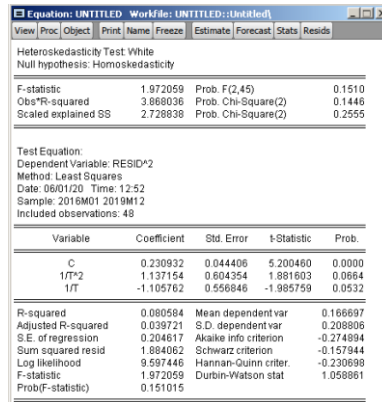 Equation: UNTITLED Workfile: UNTITLED::Untitled\
View Proc Object Print Name Freeze Estimate Forecast Stats Resids
Heteroskedasticity Test: White
Null hypothesis: Homoskedasticity
F-statistic 1.972059 Prob. F(2,45) 0.1510
Obs*R-squared 3.868036 Prob. Chi-Square(2) 0.1446
Scaled explained SS 2.728838 Prob. Chi-Square(2) 0.2555
Test Equation:
Dependent Variable: RESID^2
Method: Least Squares
Date: 06/01/20 Time: 12:52
Sample: 2016M01 2019M12
Included observations: 48
Variable Coefficient Std. Error t-Statistic Prob.
C 0.230932 0.044406 5.200460 0.0000
1/T^2 1.137154 0.604354 1.881603 0.0664
1/T -1.105762 0.556846 -1.985759 0.0532
R-squared 0.080584 Mean dependent var 0.166697
Adjusted R-squared 0.039721 S.D. dependent var 0.208806
S.E. of regression 0.204617 Akaike info criterion -0.274894
Sum squared resid 1.884062 Schwarz criterion -0.157944
Log likelihood 9.597446 Hannan-Quinn criter. -0.230698
F-statistic 1.972059 Durbin-Watson stat 1.058861
Prob(F-statistic) 0.151015